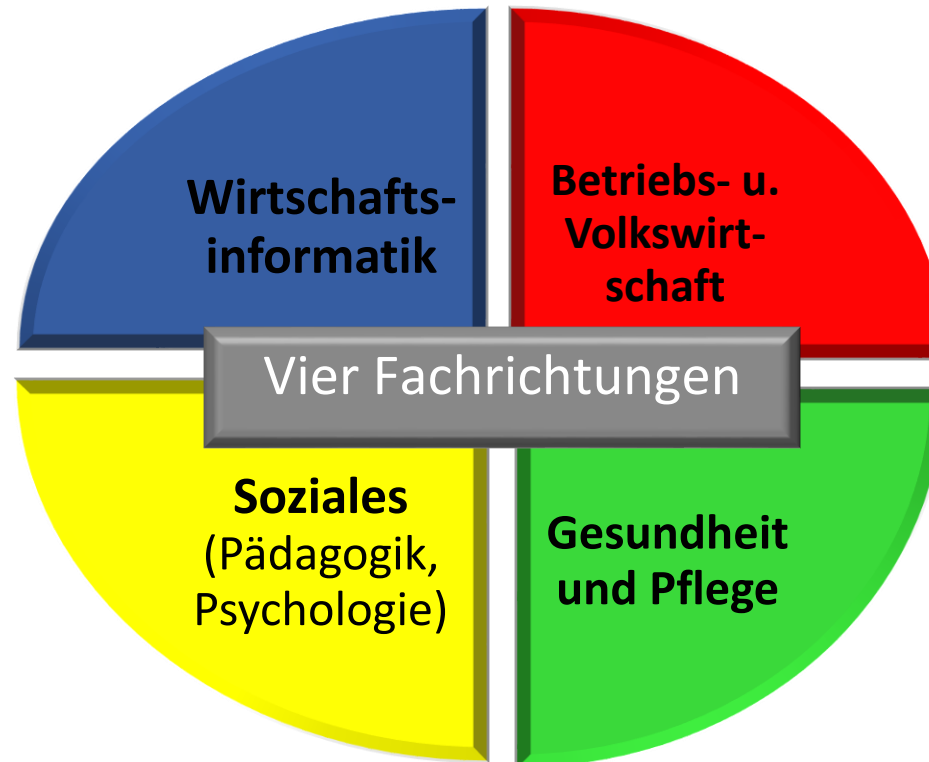 Wirtschafts-
informatik
Betriebs- u.
Volkswirt-
schaft
Vier Fachrichtungen
Soziales
(Pädagogik,
Psychologie)
Gesundheit
und Pflege